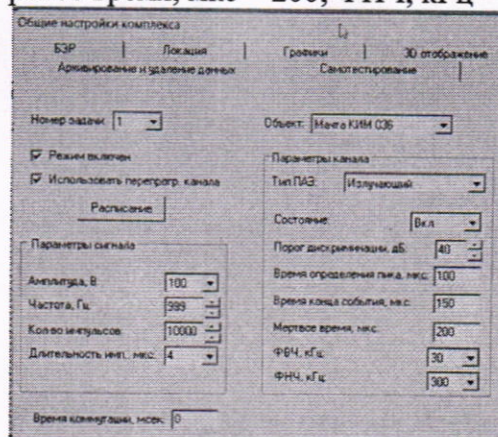 Общие настройки комплекса
БЭР Локация Графики 3D отображение
Архивирование и удаление данных Самотестирование
Номер задачи: 1 Объект: Мачта КИМ 036
Режим включен
Использовать перепрогр. канала
Расписание
Параметры канала
Тип ПАЗ: Излучающий
Состояние: Вкл
Порог дискриминации, дБ: 40
Время определения пика, мкс: 100
Время конца события, мкс: 150
Мертвое время, мкс: 200
ФВЧ, кГц: 30
ФНЧ, кГц: 300
Параметры сигнала
Амплитуда, В: 100
Частота, Гц: 999
Кол-во импульсов: 10000
Длительность имп., мкс: 4
Время коммутации, мсек: 0